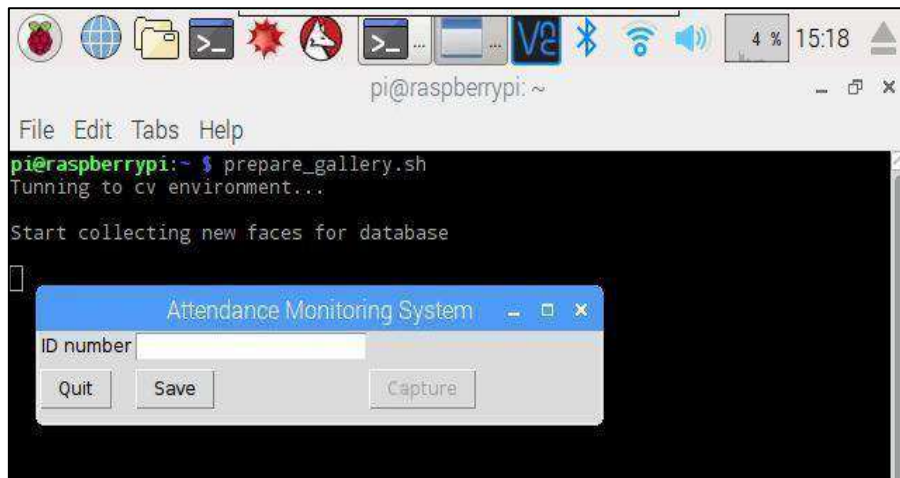 >_ >_ ... ... V2 4 % 15:18
pi@raspberrypi: ~
File Edit Tabs Help
pi@raspberrypi:~ $ prepare_gallery.sh
Tunning to cv environment...
Start collecting new faces for database
Attendance Monitoring System
ID number
Quit Save Capture